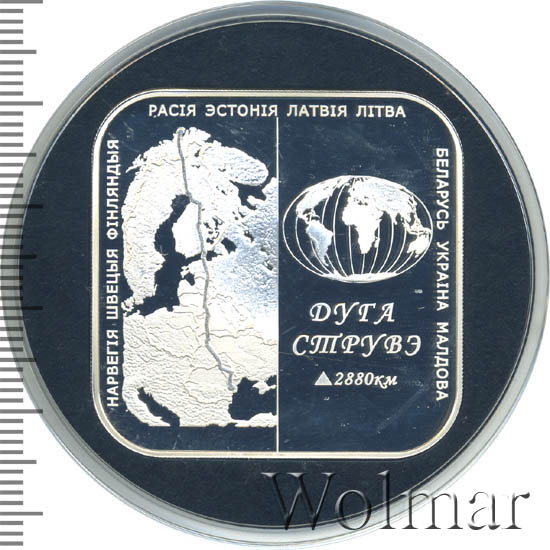 НАРВЕГІЯ ШВЕЦЫЯ ФІНЛЯНДЫЯ
РАСІЯ ЭСТОНІЯ ЛАТВІЯ ЛІТВА
БЕЛАРУСЬ УКРАІНА МАЛДОВА
ДУГА
СТРУВЭ
2880км
Wolmar